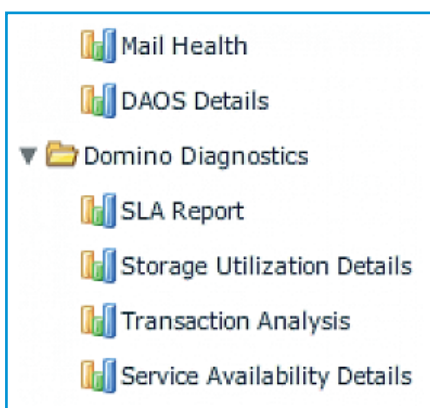 Mail Health
DAOS Details
Domino Diagnostics
SLA Report
Storage Utilization Details
Transaction Analysis
Service Availability Details